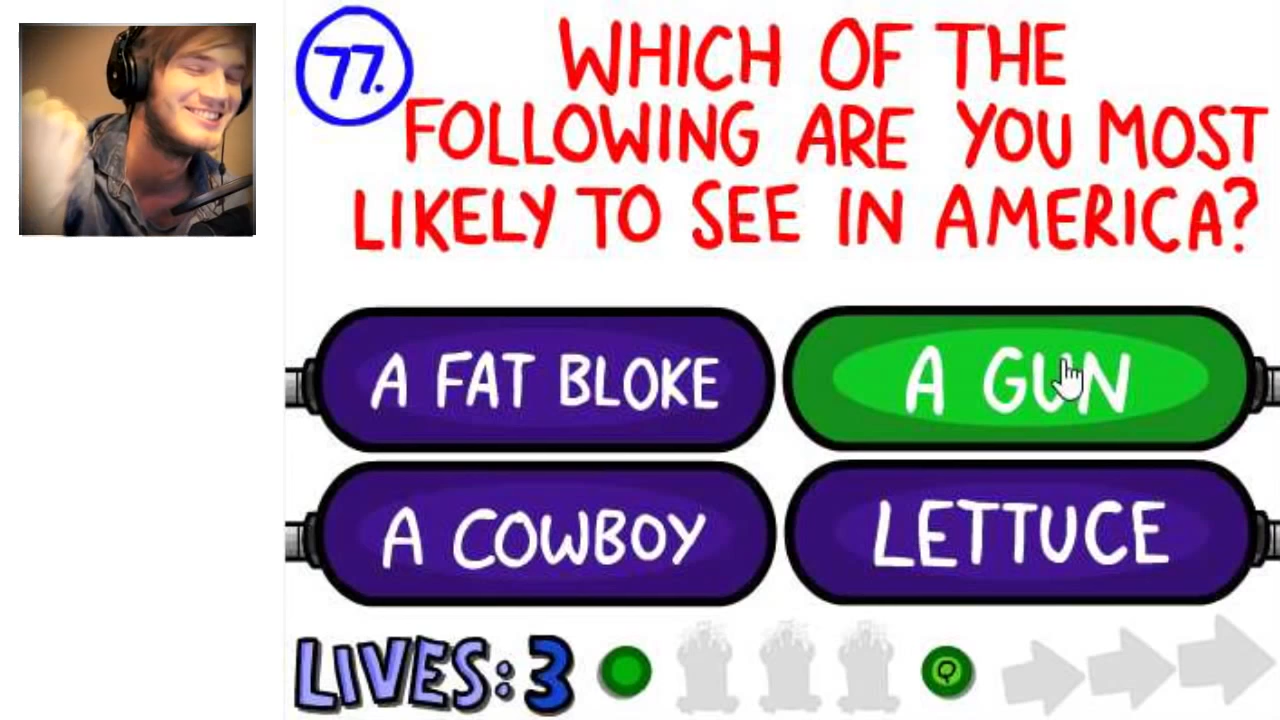 77.
WHICH OF THE
FOLLOWING ARE YOU MOST
LIKELY TO SEE IN AMERICA?
A FAT BLOKE
A GUN
A COWBOY
LETTUCE
LIVES: 3